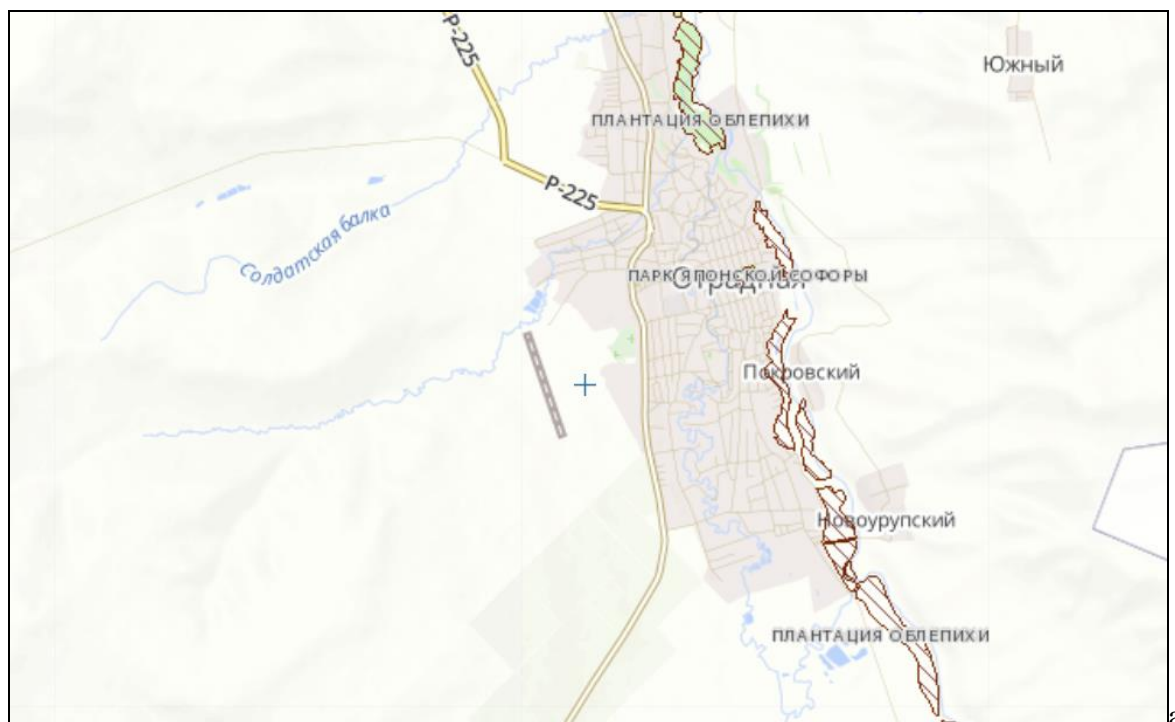 Р-225
Южный
ПЛАНТАЦИЯ ОБЛЕПИХИ
Р-225
Солдатская балка
ПАРК ЯПОНСКОЙ СОФОРЫ
Отрадная
Покровский
Новоурупский
ПЛАНТАЦИЯ ОБЛЕПИХИ